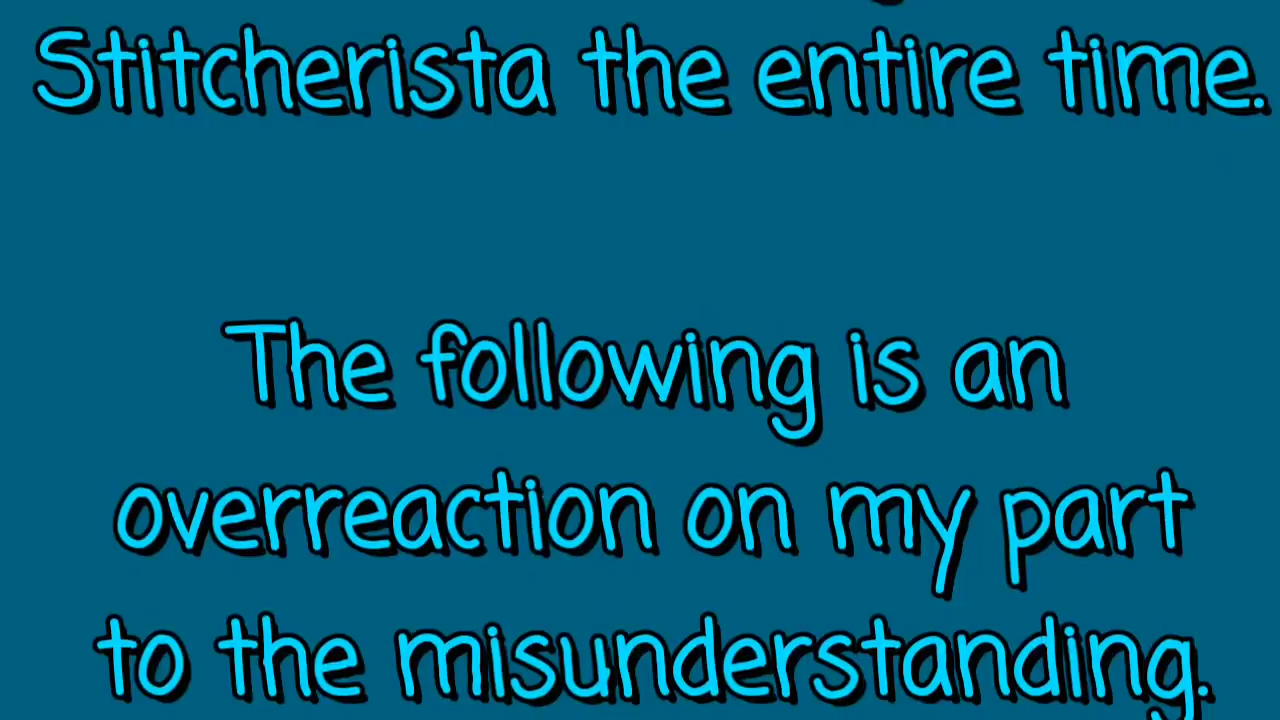 Stitcherista the entire time.
The following is an
overreaction on my part
to the misunderstanding.